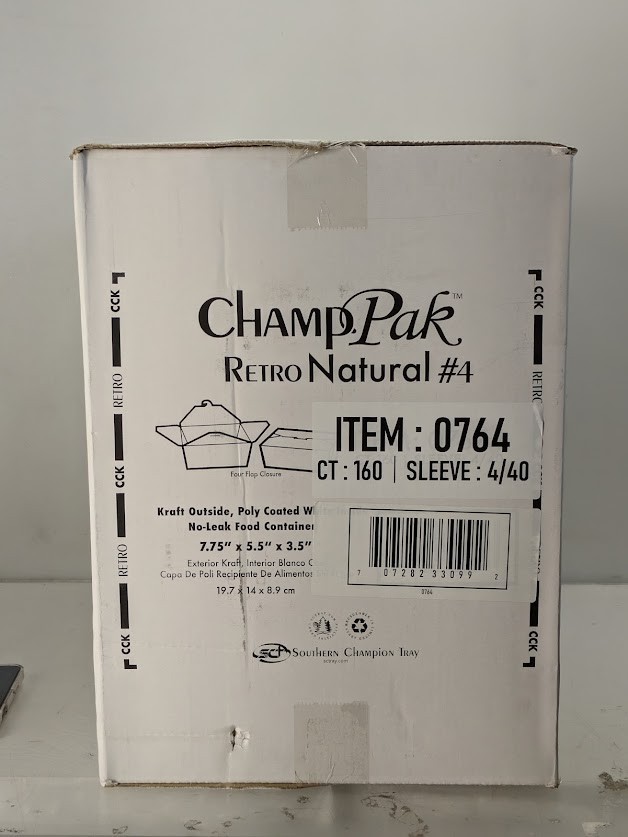 CHAMPPak™
RETRO Natural #4
Four Flap Closure
ITEM : 0764
CT : 160 | SLEEVE : 4/40
Kraft Outside, Poly Coated
No-Leak Food Container
7.75" x 5.5" x 3.5"
Exterior Kraft, Interior Blanco
Capa De Poli Recipiente De Alimentos
19.7 x 14 x 8.9 cm
7 07282 33099 2
0764
SCT SOUTHERN CHAMPION TRAY
sctray.com
CCK
RETRO
CCK
RETRO
CCK
CCK
RETRO
CCK